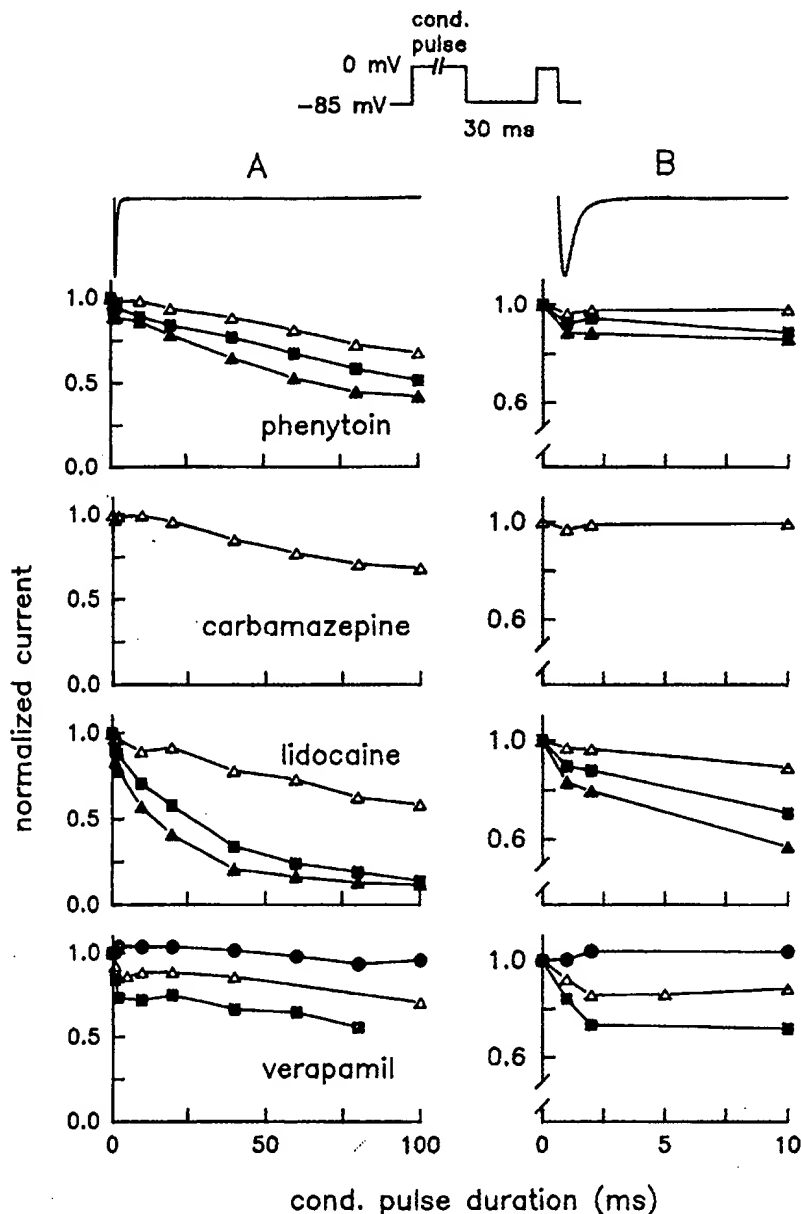 cond.
pulse
0 mV
−85 mV
30 ms
A
B
1.0
0.5
0.0
phenytoin
1.0
0.6
1.0
0.5
0.0
carbamazepine
1.0
0.6
1.0
0.5
0.0
lidocaine
1.0
0.6
1.0
0.5
0.0
verapamil
1.0
0.6
0 50 100
0 5 10
normalized current
cond. pulse duration (ms)